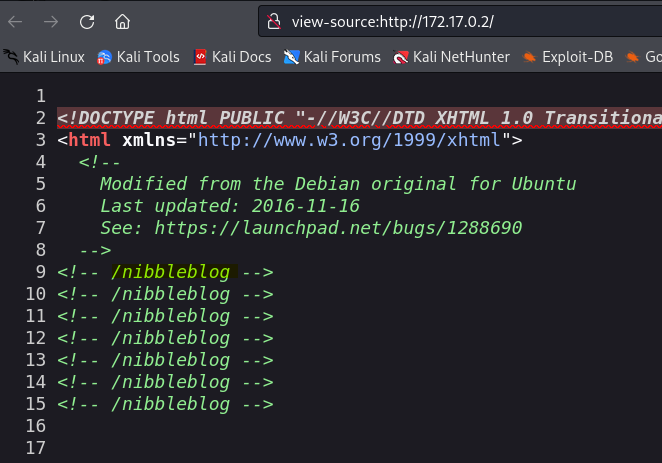 view-source:http://172.17.0.2/
Kali Linux Kali Tools Kali Docs Kali Forums Kali NetHunter Exploit-DB Go
1
2 <!DOCTYPE html PUBLIC "-//W3C//DTD XHTML 1.0 Transitiona
3 <html xmlns="http://www.w3.org/1999/xhtml">
4 <!--
5 Modified from the Debian original for Ubuntu
6 Last updated: 2016-11-16
7 See: https://launchpad.net/bugs/1288690
8 -->
9 <!-- /nibbleblog -->
10 <!-- /nibbleblog -->
11 <!-- /nibbleblog -->
12 <!-- /nibbleblog -->
13 <!-- /nibbleblog -->
14 <!-- /nibbleblog -->
15 <!-- /nibbleblog -->
16
17